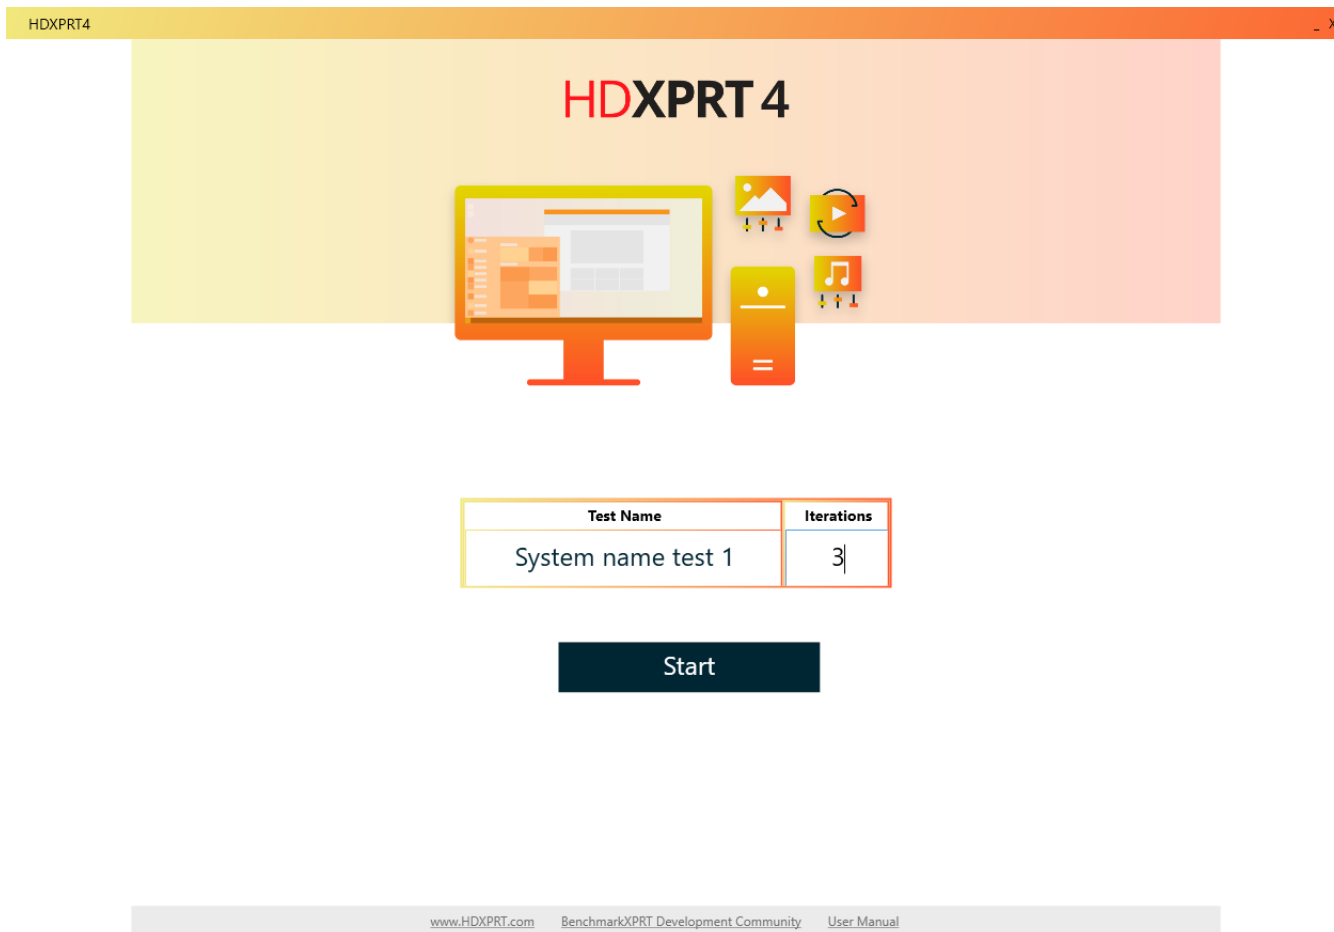 HDXPRT4
_ X
HDXPRT 4
Test Name Iterations
System name test 1 3
Start
www.HDXPRT.com BenchmarkXPRT Development Community User Manual